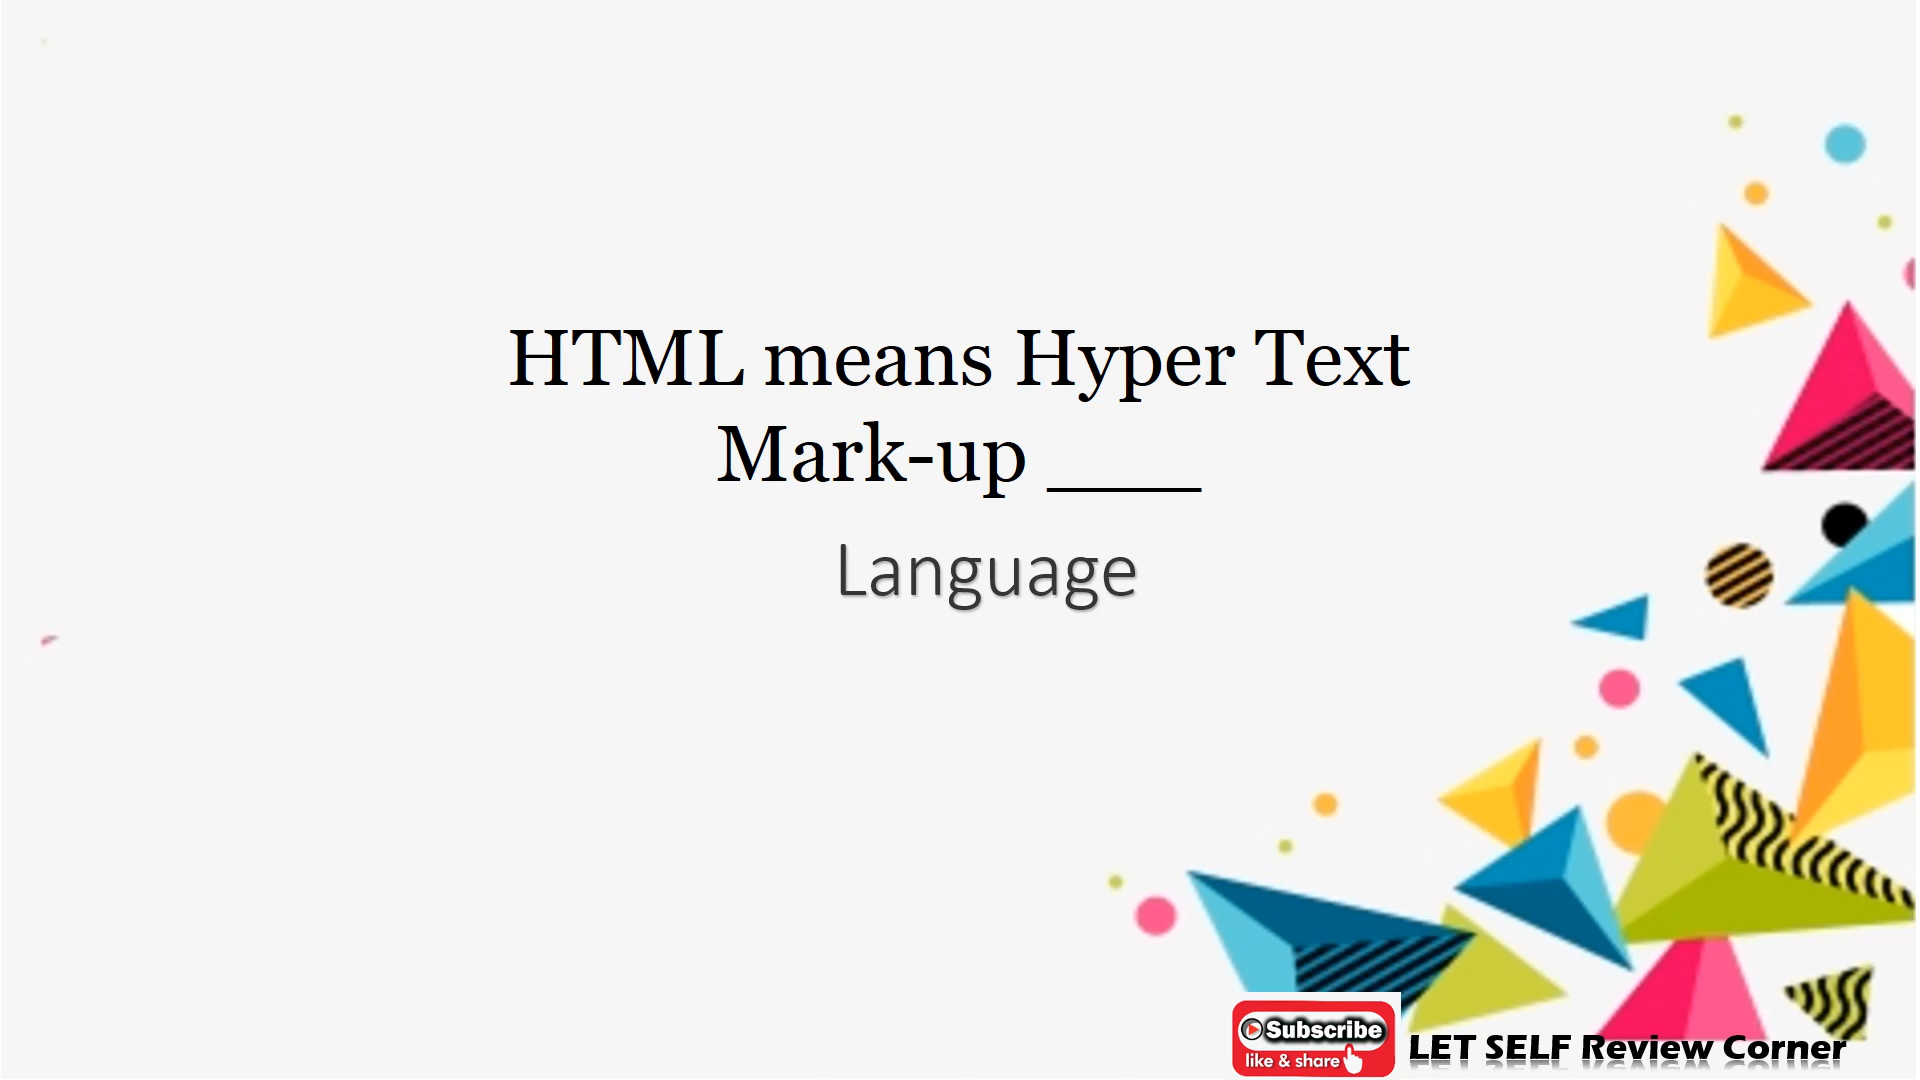 HTML means Hyper Text
Mark-up ____
Language
Subscribe
like & share
LET SELF Review Corner